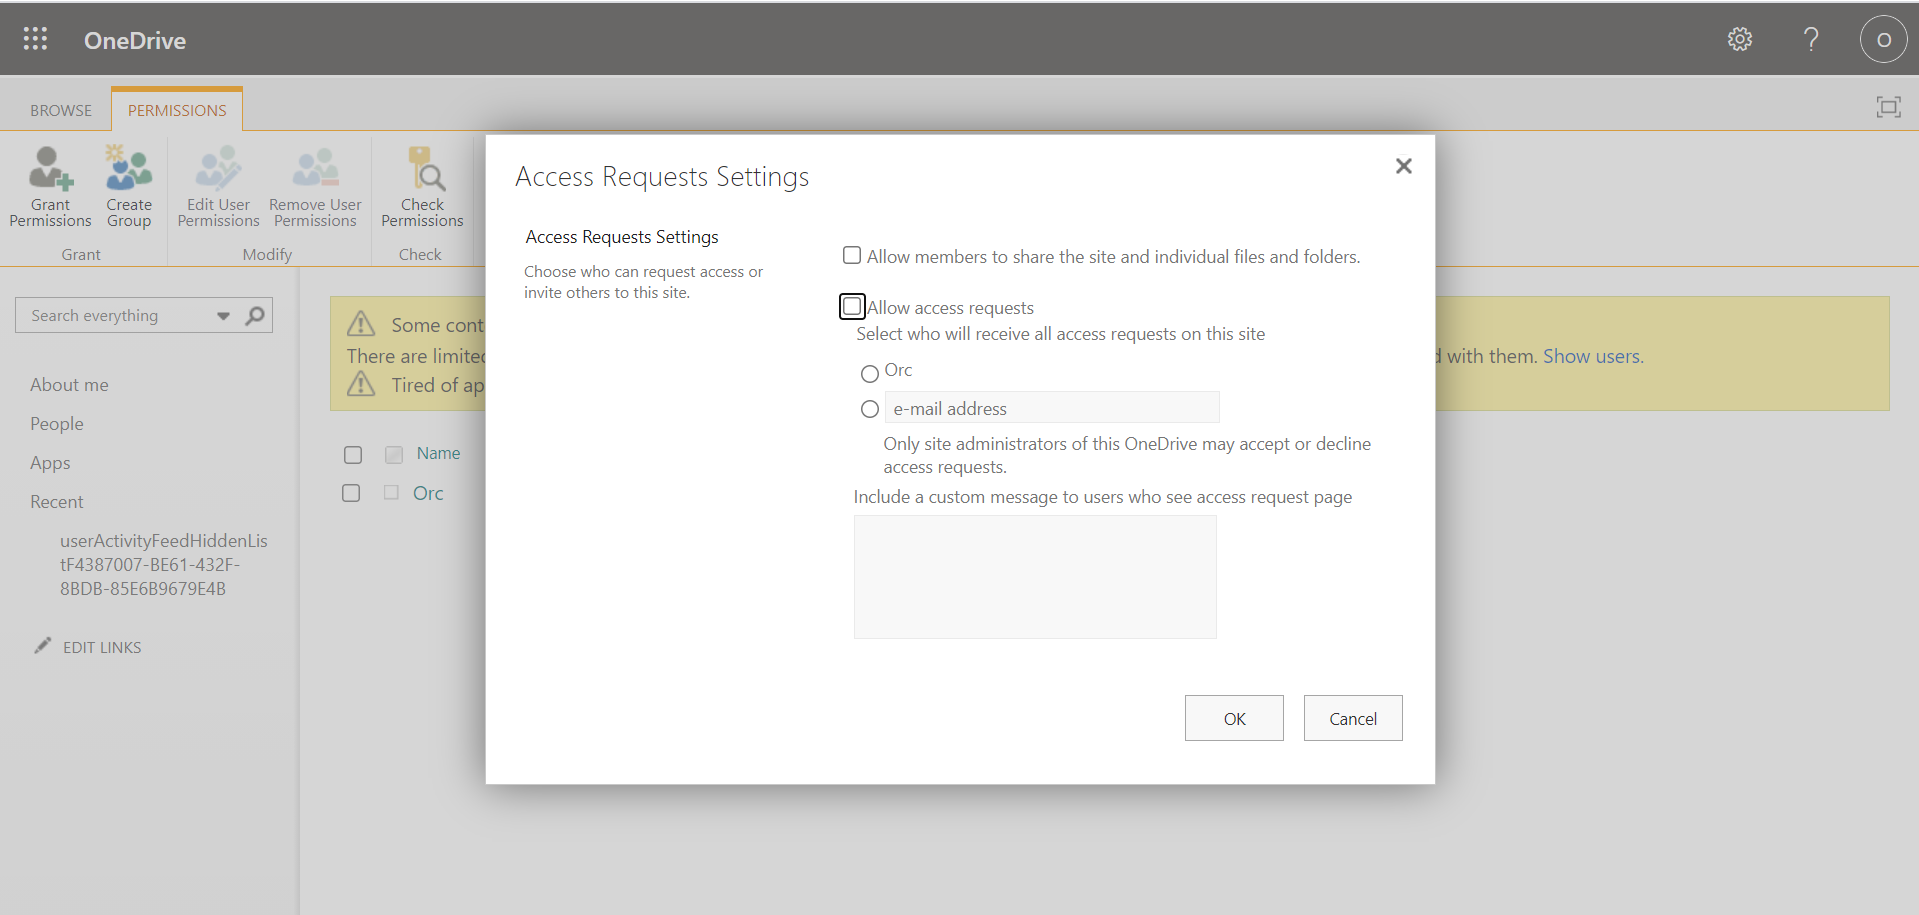 OneDrive
O
BROWSE
PERMISSIONS
Grant
Permissions
Create
Group
Edit User
Permissions
Remove User
Permissions
Check
Permissions
Grant
Modify
Check
Search everything
About me
People
Apps
Recent
userActivityFeedHiddenLis
tF4387007-BE61-432F-
8BDB-85E6B9679E4B
EDIT LINKS
Some cont
There are limited
Tired of ap
d with them. Show users.
Name
Orc
Access Requests Settings
Access Requests Settings
Choose who can request access or
invite others to this site.
Allow members to share the site and individual files and folders.
Allow access requests
Select who will receive all access requests on this site
Orc
e-mail address
Only site administrators of this OneDrive may accept or decline
access requests.
Include a custom message to users who see access request page
OK
Cancel